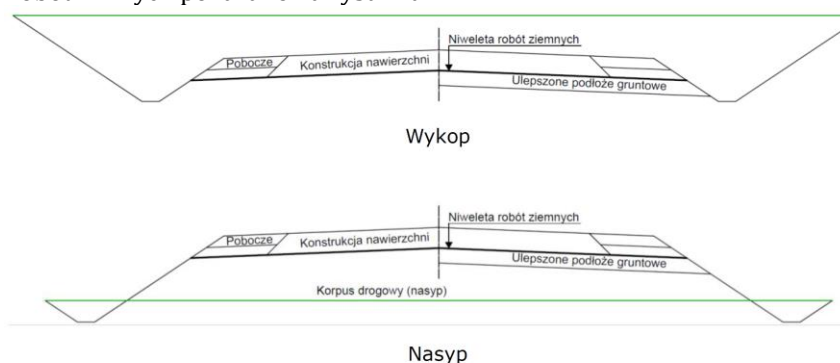 Niweleta robót ziemnych
Pobocze
Konstrukcja nawierzchni
Ulepszone podłoże gruntowe
Wykop
Niweleta robót ziemnych
Pobocze
Konstrukcja nawierzchni
Ulepszone podłoże gruntowe
Korpus drogowy (nasyp)
Nasyp